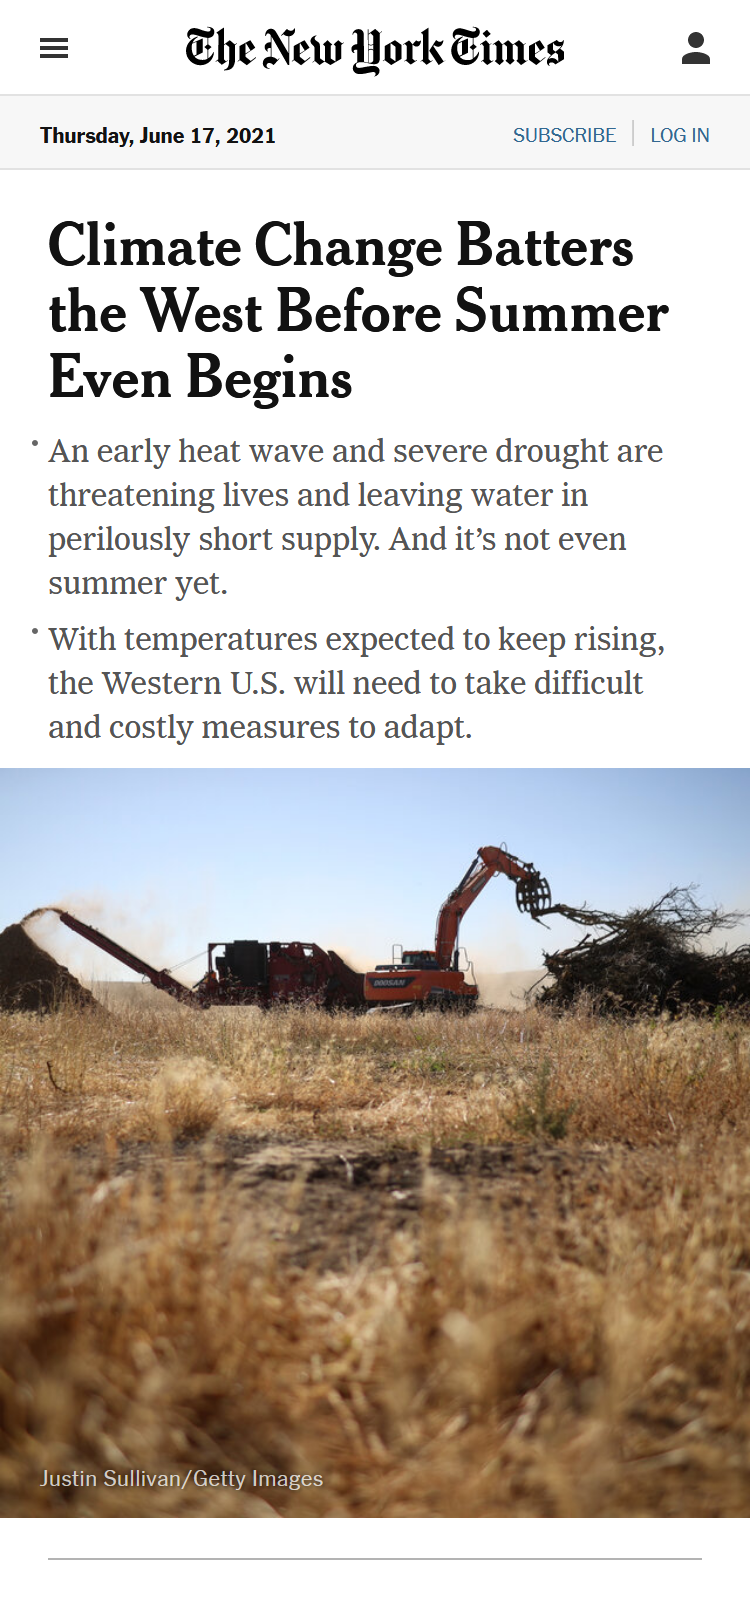 The New York Times
Thursday, June 17, 2021
SUBSCRIBE
LOG IN
Climate Change Batters
the West Before Summer
Even Begins
An early heat wave and severe drought are
threatening lives and leaving water in
perilously short supply. And it’s not even
summer yet.
With temperatures expected to keep rising,
the Western U.S. will need to take difficult
and costly measures to adapt.
DOOSAN
Justin Sullivan/Getty Images